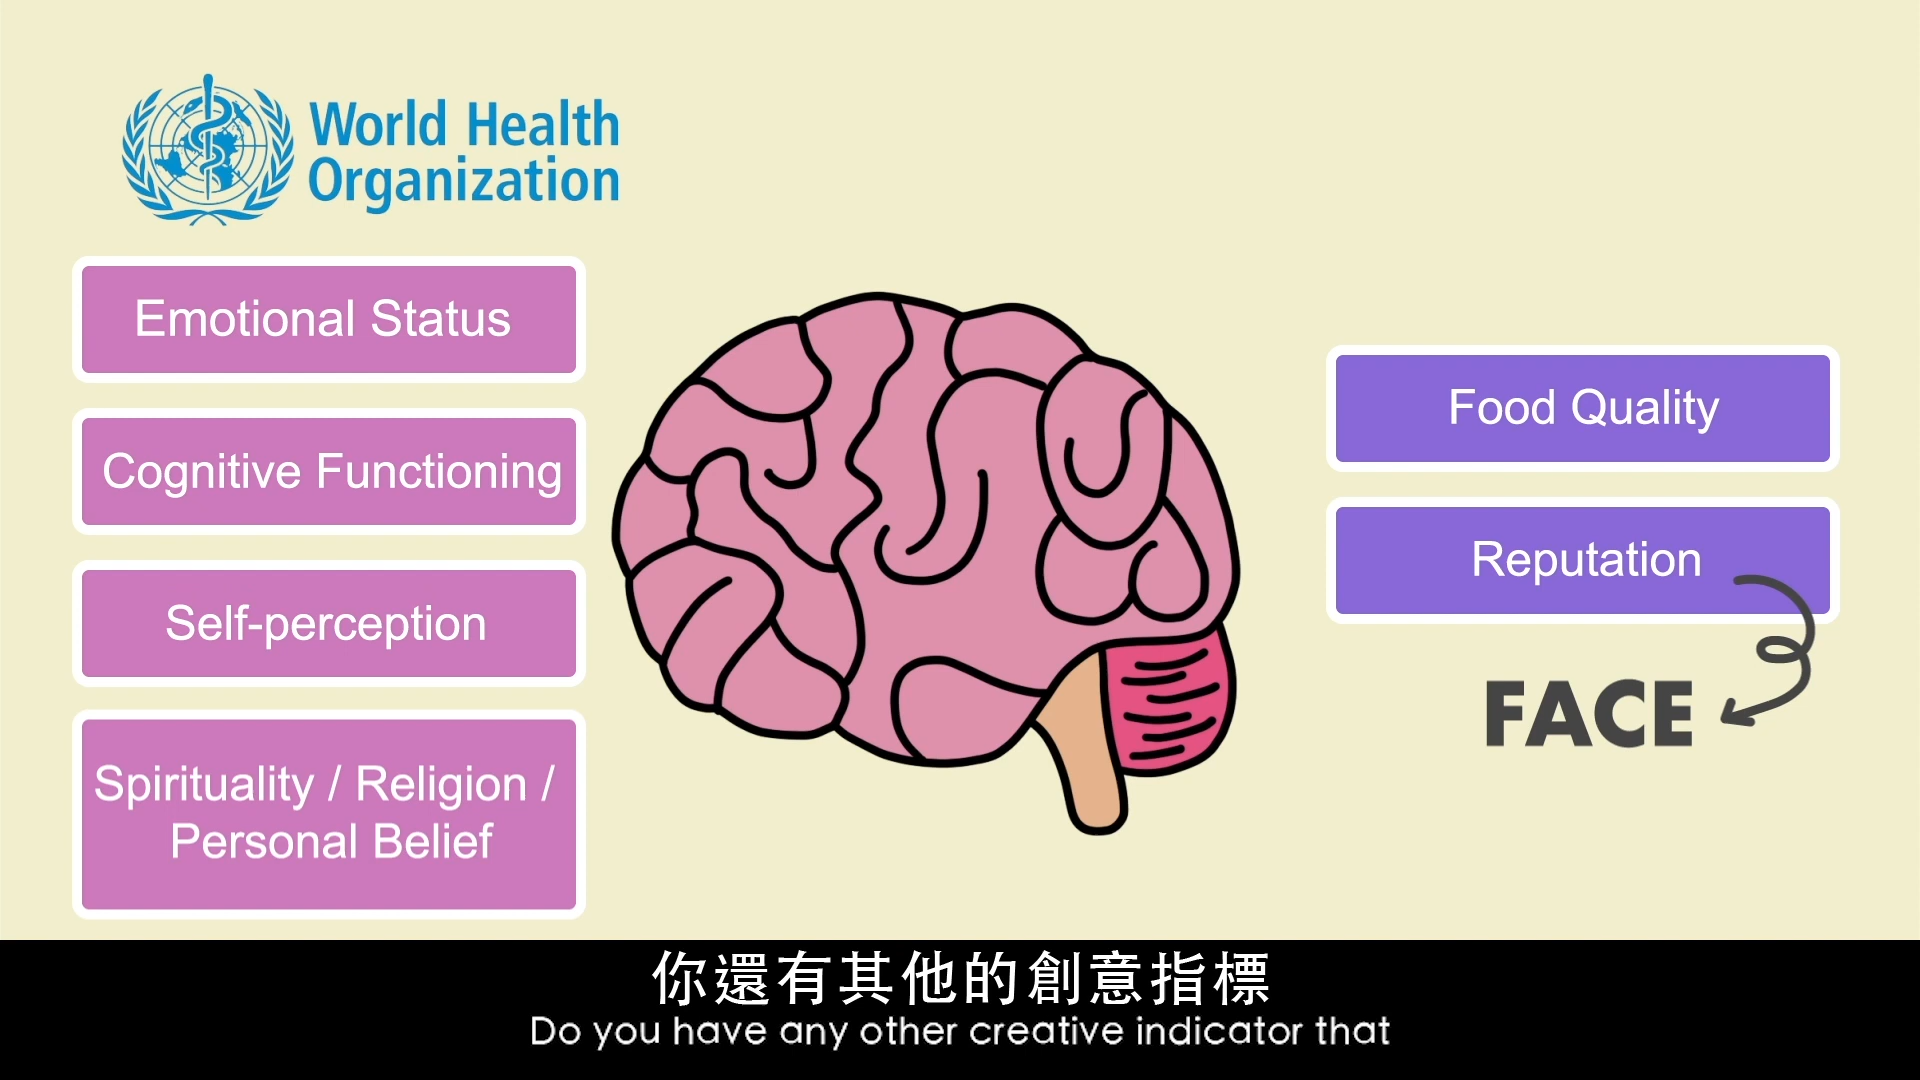 World Health
Organization
Emotional Status
Cognitive Functioning
Self-perception
Spirituality / Religion /
Personal Belief
Food Quality
Reputation
FACE
你還有其他的創意指標
Do you have any other creative indicator that